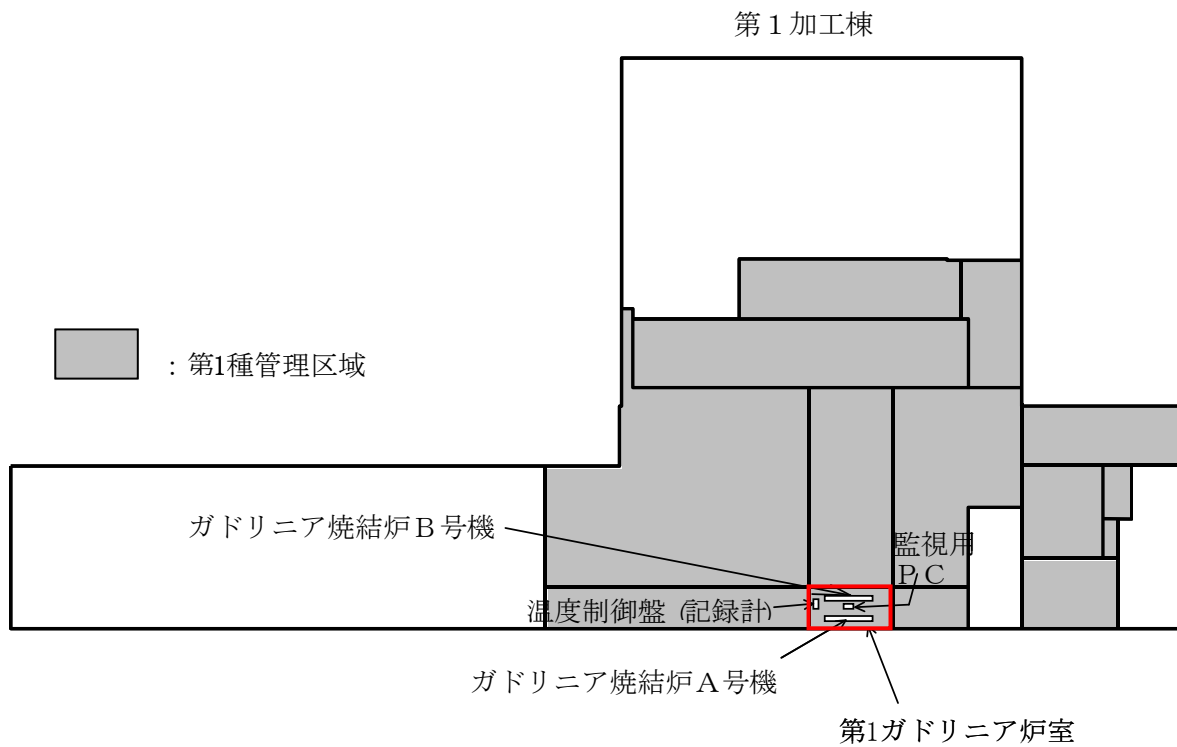 第１加工棟
：第1種管理区域
ガドリニア焼結炉Ｂ号機
監視用
ＰＣ
温度制御盤（記録計）
ガドリニア焼結炉Ａ号機
第1ガドリニア炉室